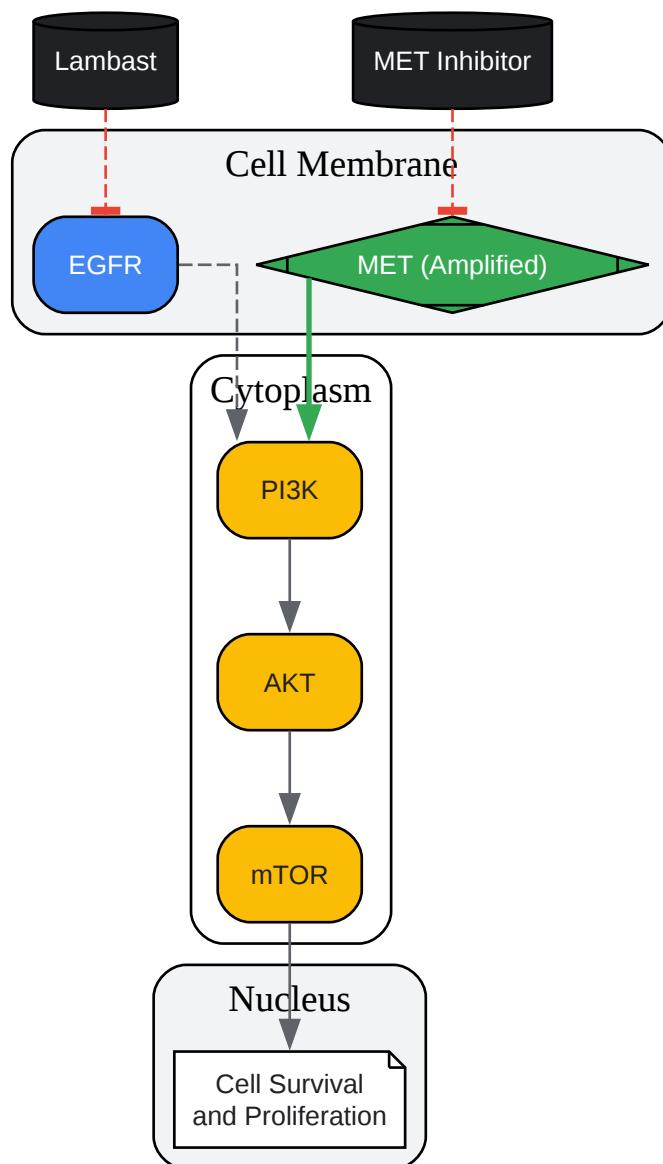 Lambast
MET Inhibitor
Cell Membrane
EGFR
MET (Amplified)
Cytoplasm
PI3K
AKT
mTOR
Nucleus
Cell Survival
and Proliferation